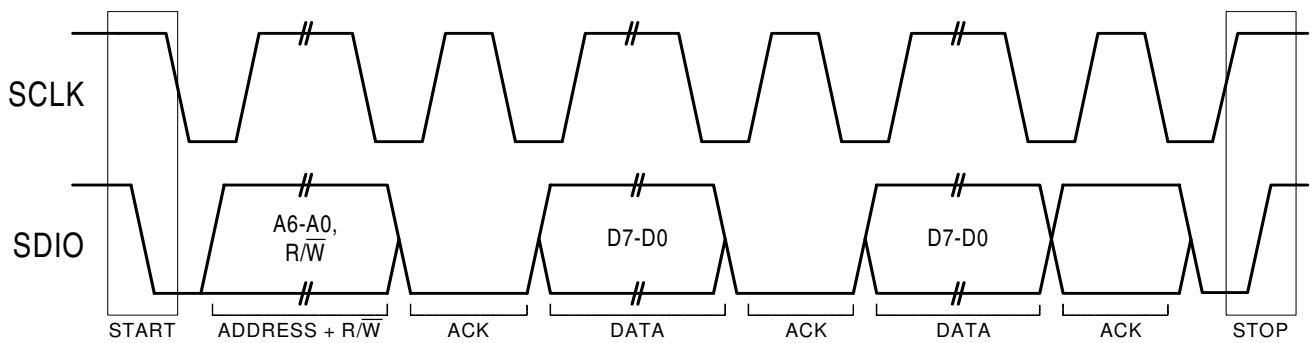 SCLK
SDIO
A6-A0,
R/W̅
D7-D0
D7-D0
START
ADDRESS + R/W̅
ACK
DATA
ACK
DATA
ACK
STOP